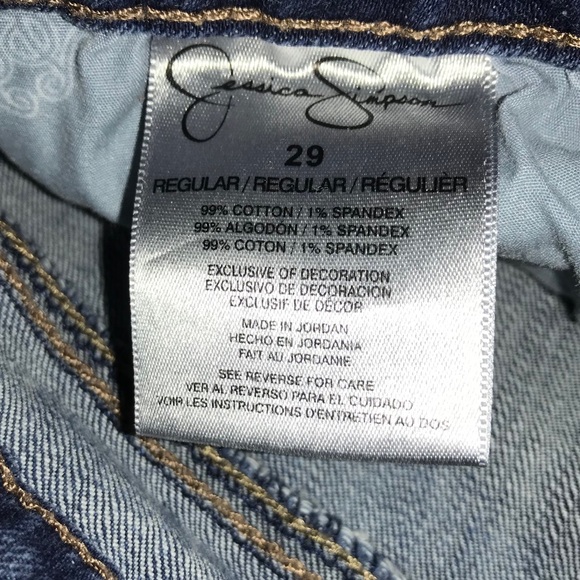 Jessica Simpson
29
REGULAR / REGULAR / RÉGULIÈR
99% COTTON / 1% SPANDEX
99% ALGODON / 1% SPANDEX
99% COTON / 1% SPANDEX
EXCLUSIVE OF DECORATION
EXCLUSIVO DE DECORACION
EXCLUSIF DE DÉCOR
MADE IN JORDAN
HECHO EN JORDANIA
FAIT AU JORDANIE
SEE REVERSE FOR CARE
VER AL REVERSO PARA EL CUIDADO
VOIR LES INSTRUCTIONS D'ENTRETIEN AU DOS